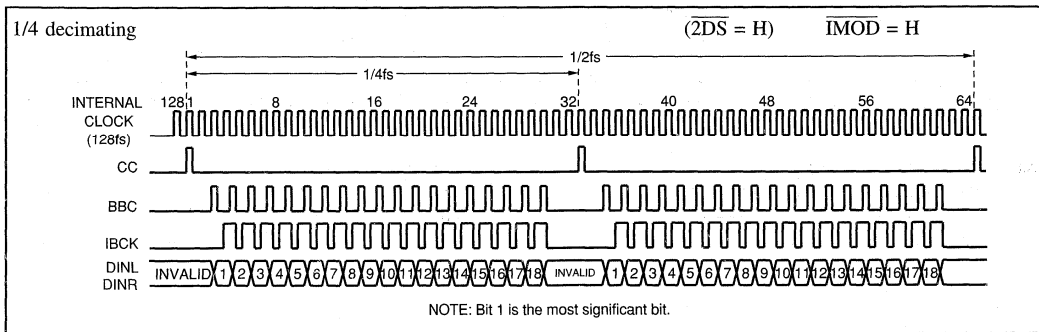 1/4 decimating (2DS = H) IMOD = H
1/2fs
1/4fs
INTERNAL CLOCK (128fs) 128 1 8 16 24 32 40 48 56 64
CC
BBC
IBCK
DINL DINR INVALID 1 2 3 4 5 6 7 8 9 10 11 12 13 14 15 16 17 18 INVALID 1 2 3 4 5 6 7 8 9 10 11 12 13 14 15 16 17 18
NOTE: Bit 1 is the most significant bit.